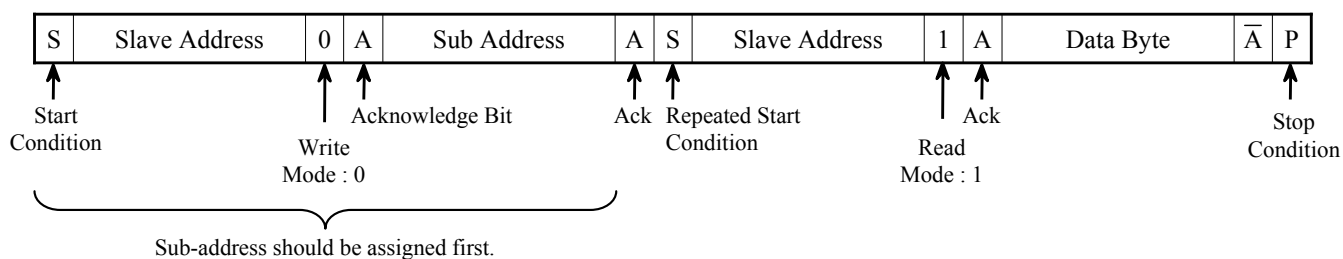 S Slave Address 0 A Sub Address A S Slave Address 1 A Data Byte A̅ P
Start
Condition
Write
Mode : 0
Acknowledge Bit
Ack
Repeated Start
Condition
Read
Mode : 1
Ack
Stop
Condition
Sub-address should be assigned first.